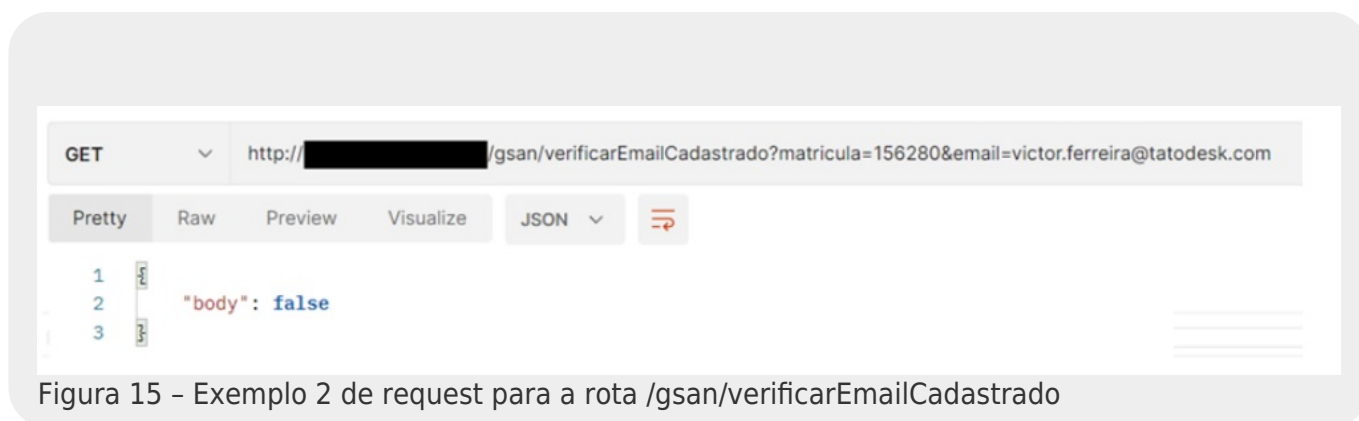 GET http:// /gsan/verificarEmailCadastrado?matricula=156280&email=victor.ferreira@tatodesk.com
Pretty Raw Preview Visualize JSON
1 {
2 "body": false
3 }
Figura 15 – Exemplo 2 de request para a rota /gsan/verificarEmailCadastrado